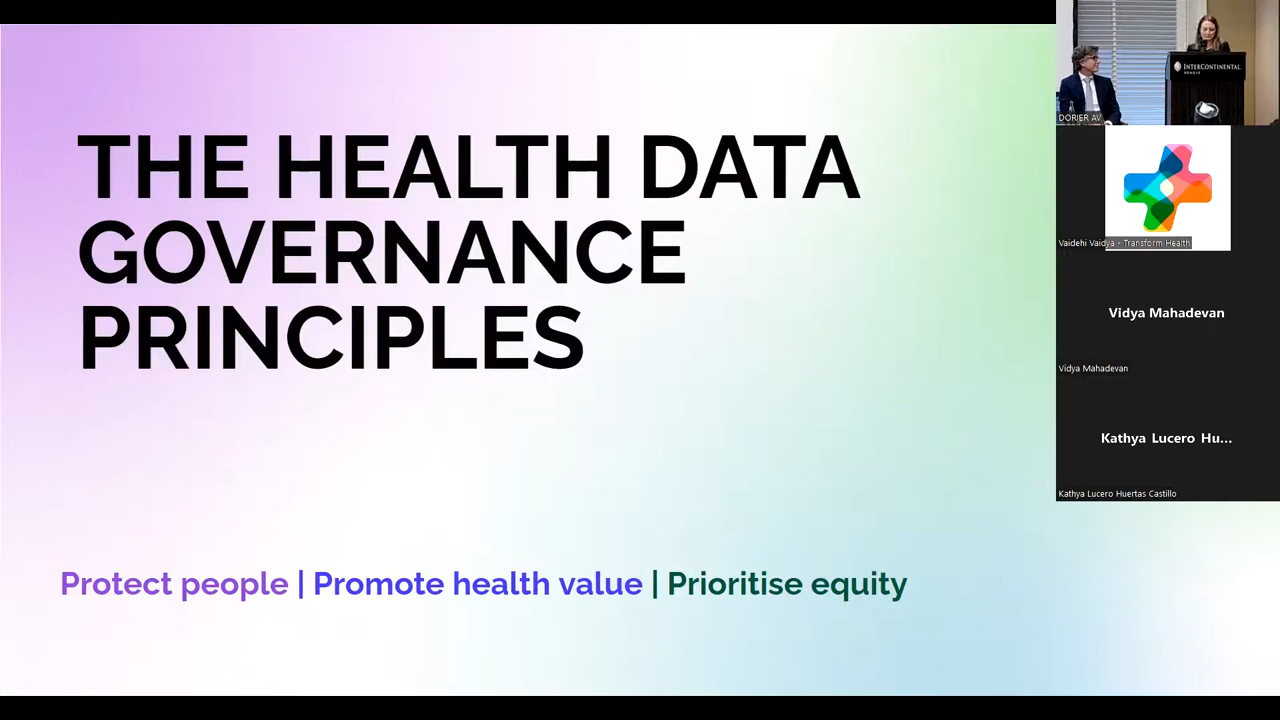 THE HEALTH DATA
GOVERNANCE
PRINCIPLES
Protect people | Promote health value | Prioritise equity
INTERCONTINENTAL
GENEVE
DORIER AV
Vaidehi Vaidya - Transform Health
Vidya Mahadevan
Vidya Mahadevan
Kathya Lucero Hu...
Kathya Lucero Huertas Castillo